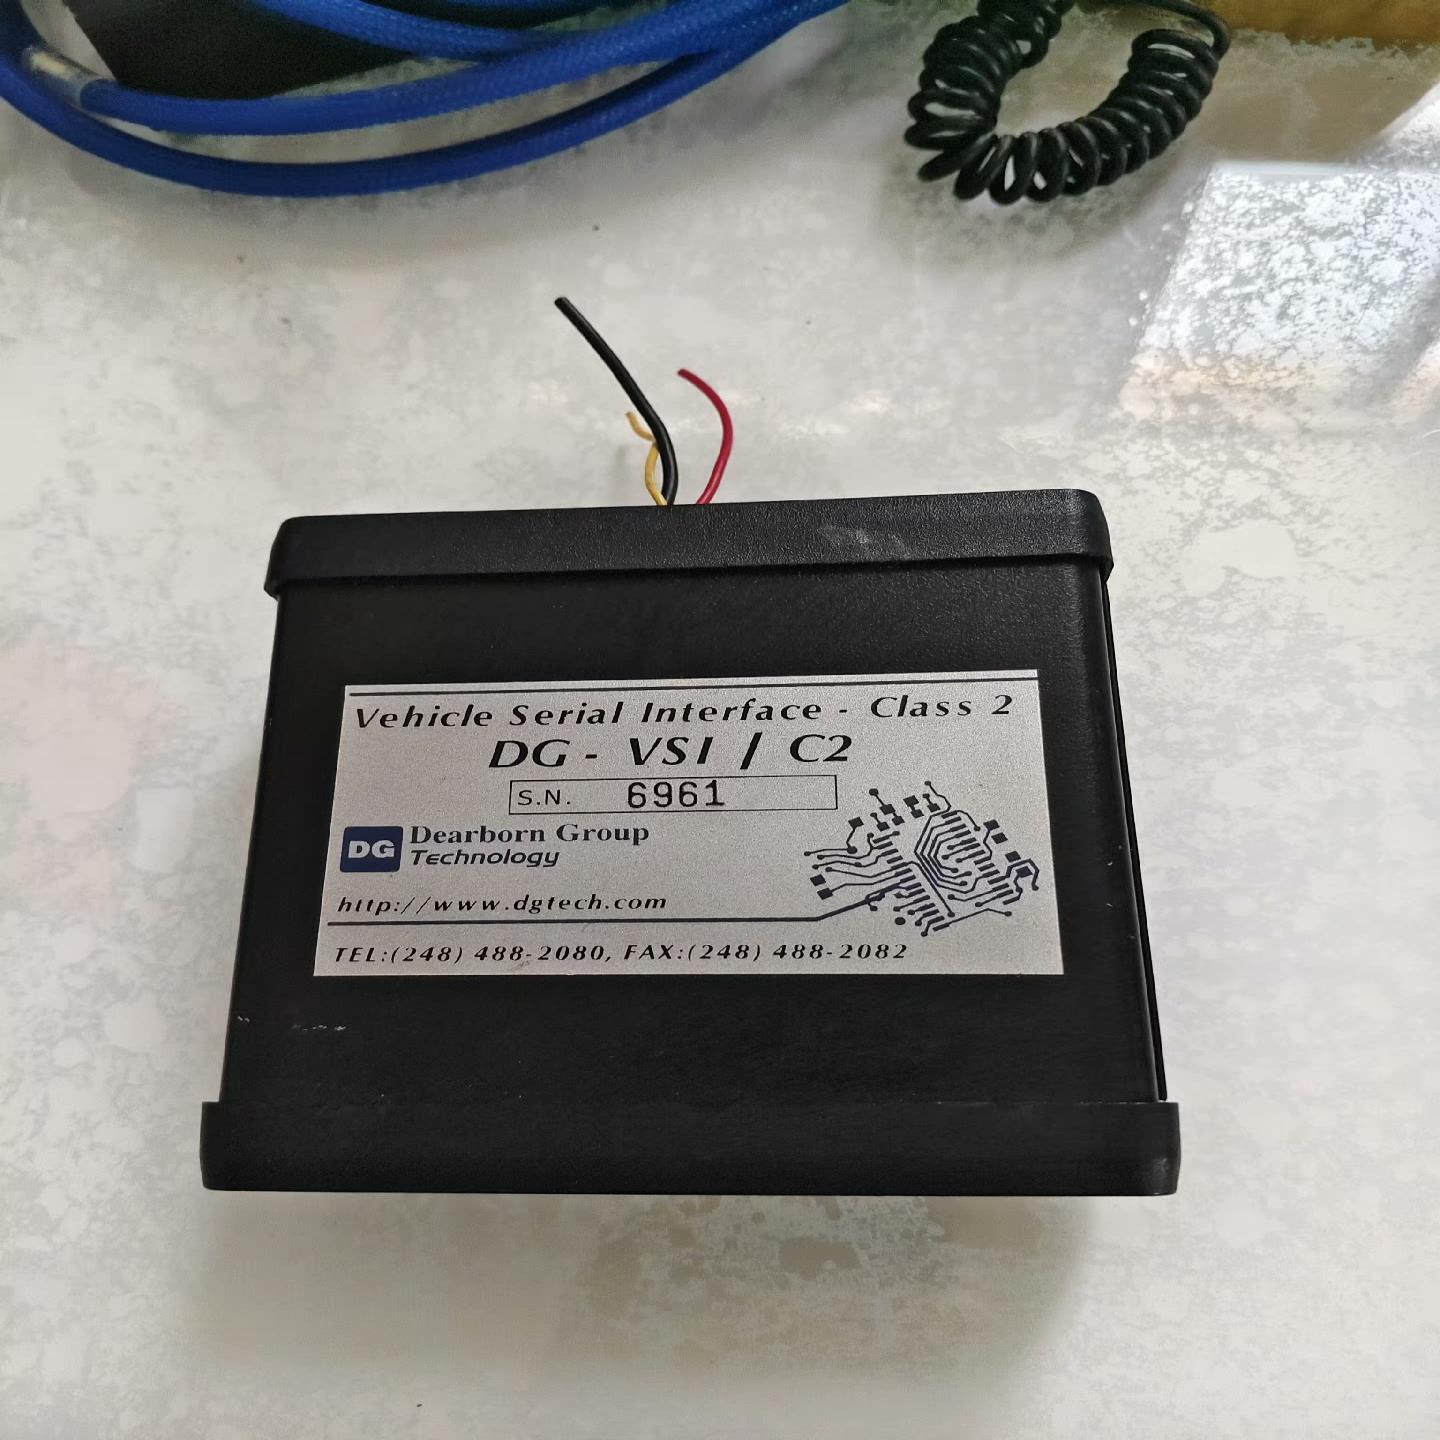 Vehicle Serial Interface - Class 2
DG - VSI / C2
S.N. 6961
DG Dearborn Group
Technology
http://www.dgtech.com
TEL:(248) 488-2080, FAX:(248) 488-2082